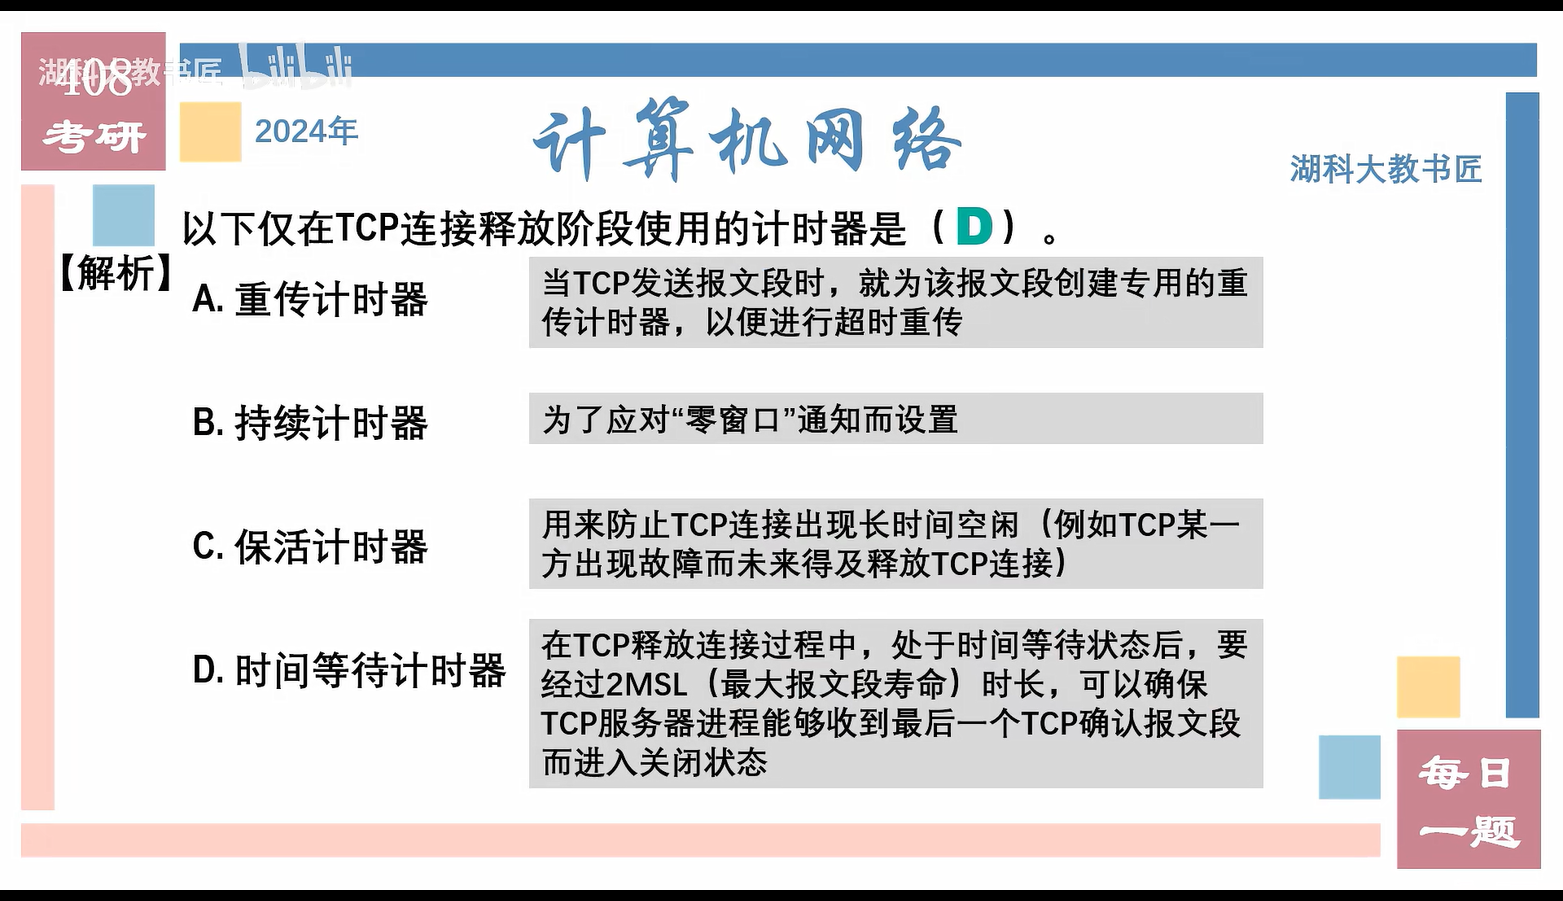 湖科大教书匠 bilibili
408
考研
2024年
计算机网络
湖科大教书匠
以下仅在TCP连接释放阶段使用的计时器是（D）。
【解析】
A. 重传计时器
当TCP发送报文段时，就为该报文段创建专用的重
传计时器，以便进行超时重传
B. 持续计时器
为了应对“零窗口”通知而设置
C. 保活计时器
用来防止TCP连接出现长时间空闲（例如TCP某一
方出现故障而未来得及释放TCP连接）
D. 时间等待计时器
在TCP释放连接过程中，处于时间等待状态后，要
经过2MSL（最大报文段寿命）时长，可以确保
TCP服务器进程能够收到最后一个TCP确认报文段
而进入关闭状态
每日
一题